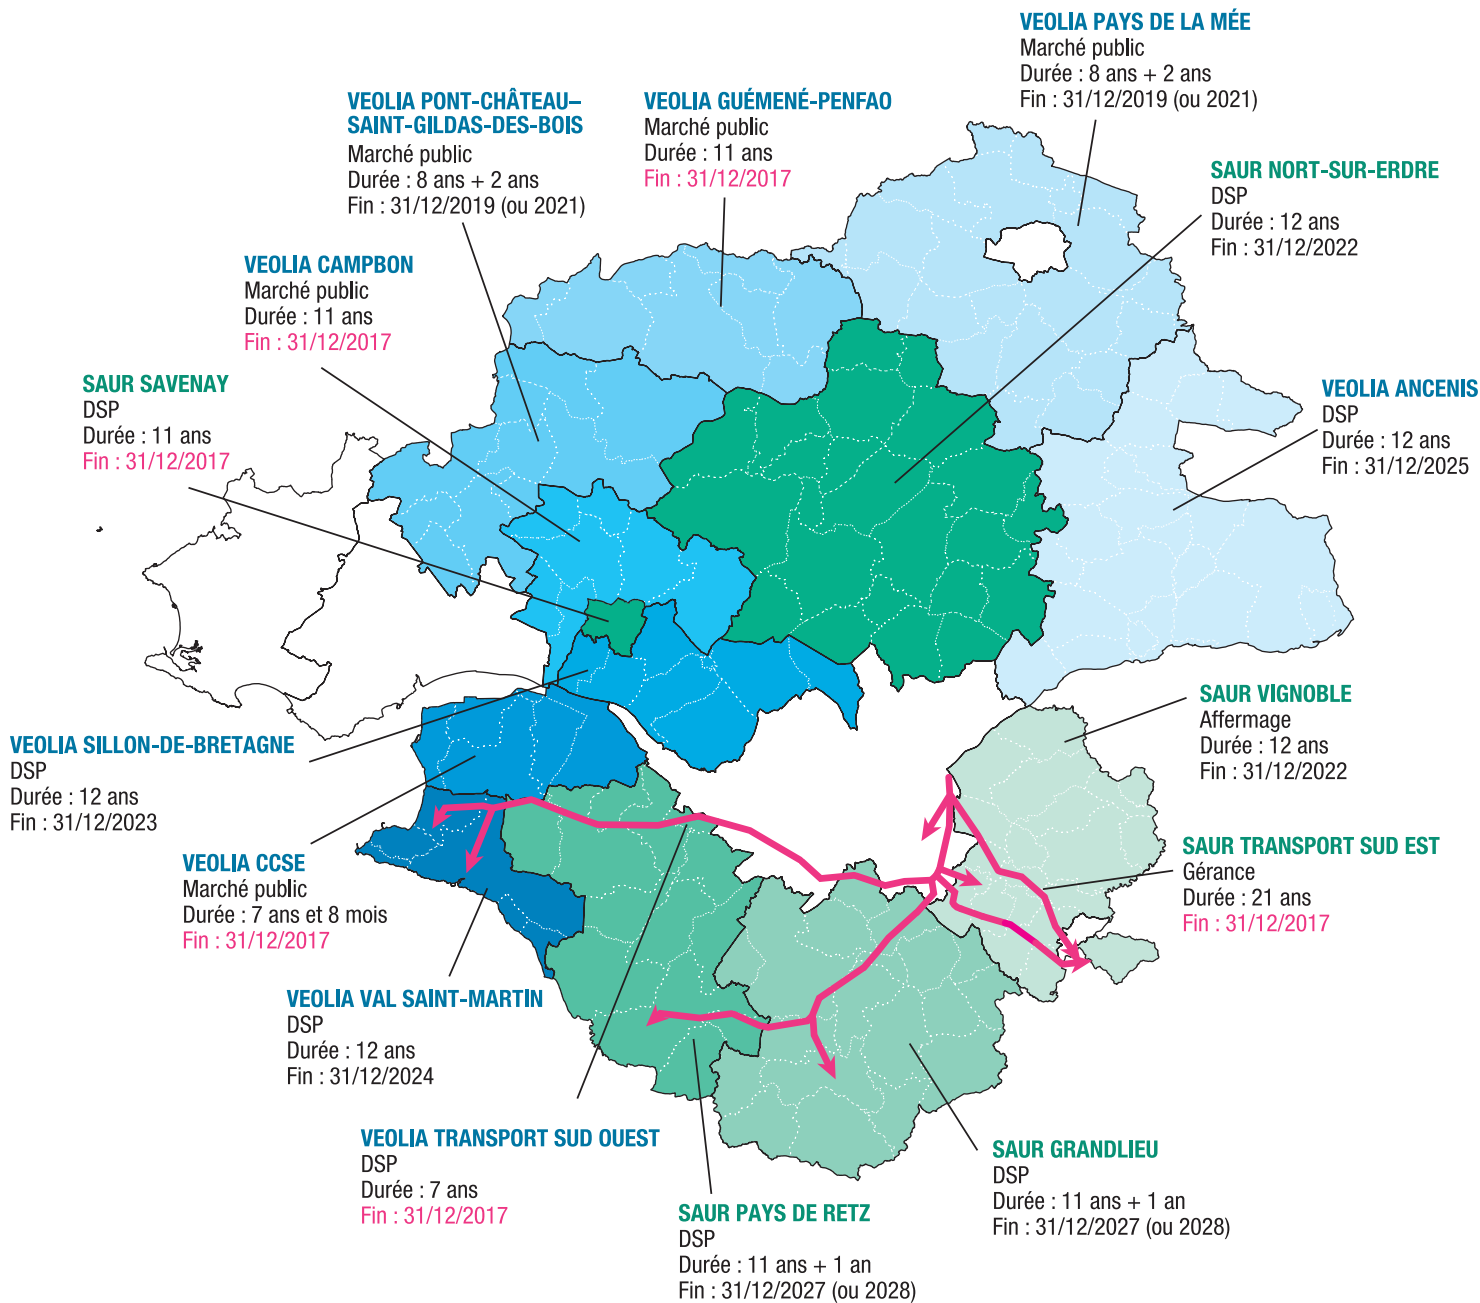 VEOLIA PAYS DE LA MÉE
Marché public
Durée : 8 ans + 2 ans
Fin : 31/12/2019 (ou 2021)
VEOLIA PONT-CHÂTEAU–
SAINT-GILDAS-DES-BOIS
Marché public
Durée : 8 ans + 2 ans
Fin : 31/12/2019 (ou 2021)
VEOLIA GUÉMENÉ-PENFAO
Marché public
Durée : 11 ans
Fin : 31/12/2017
SAUR NORT-SUR-ERDRE
DSP
Durée : 12 ans
Fin : 31/12/2022
VEOLIA CAMPBON
Marché public
Durée : 11 ans
Fin : 31/12/2017
SAUR SAVENAY
DSP
Durée : 11 ans
Fin : 31/12/2017
VEOLIA ANCENIS
DSP
Durée : 12 ans
Fin : 31/12/2025
SAUR VIGNOBLE
Affermage
Durée : 12 ans
Fin : 31/12/2022
VEOLIA SILLON-DE-BRETAGNE
DSP
Durée : 12 ans
Fin : 31/12/2023
SAUR TRANSPORT SUD EST
Gérance
Durée : 21 ans
Fin : 31/12/2017
VEOLIA CCSE
Marché public
Durée : 7 ans et 8 mois
Fin : 31/12/2017
VEOLIA VAL SAINT-MARTIN
DSP
Durée : 12 ans
Fin : 31/12/2024
VEOLIA TRANSPORT SUD OUEST
DSP
Durée : 7 ans
Fin : 31/12/2017
SAUR GRANDLIEU
DSP
Durée : 11 ans + 1 an
Fin : 31/12/2027 (ou 2028)
SAUR PAYS DE RETZ
DSP
Durée : 11 ans + 1 an
Fin : 31/12/2027 (ou 2028)